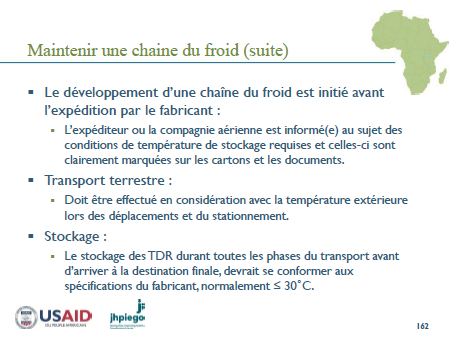 Maintenir une chaine du froid (suite)
▪ Le développement d'une chaîne du froid est initié avant
l'expédition par le fabricant :
▪ L'expéditeur ou la compagnie aérienne est informé(e) au sujet des
conditions de température de stockage requises et celles-ci sont
clairement marquées sur les cartons et les documents.
▪ Transport terrestre :
▪ Doit être effectué en considération avec la température extérieure
lors des déplacements et du stationnement.
▪ Stockage :
▪ Le stockage des TDR durant toutes les phases du transport avant
d'arriver à la destination finale, devrait se conformer aux
spécifications du fabricant, normalement ≤ 30°C.
USAID
DU PEUPLE AMERICAIN
jhpiego
162